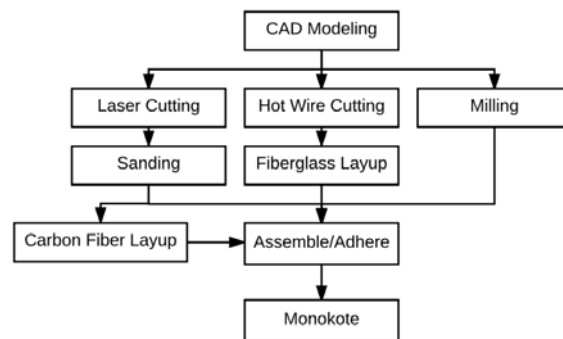 CAD Modeling
Laser Cutting
Hot Wire Cutting
Milling
Sanding
Fiberglass Layup
Carbon Fiber Layup
Assemble/Adhere
Monokote